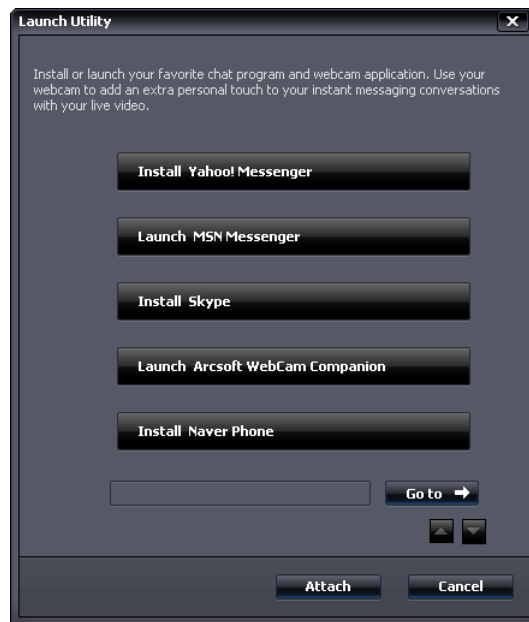 Launch Utility
Install or launch your favorite chat program and webcam application. Use your
webcam to add an extra personal touch to your instant messaging conversations
with your live video.
Install Yahoo! Messenger
Launch MSN Messenger
Install Skype
Launch Arcsoft WebCam Companion
Install Naver Phone
Go to
Attach Cancel